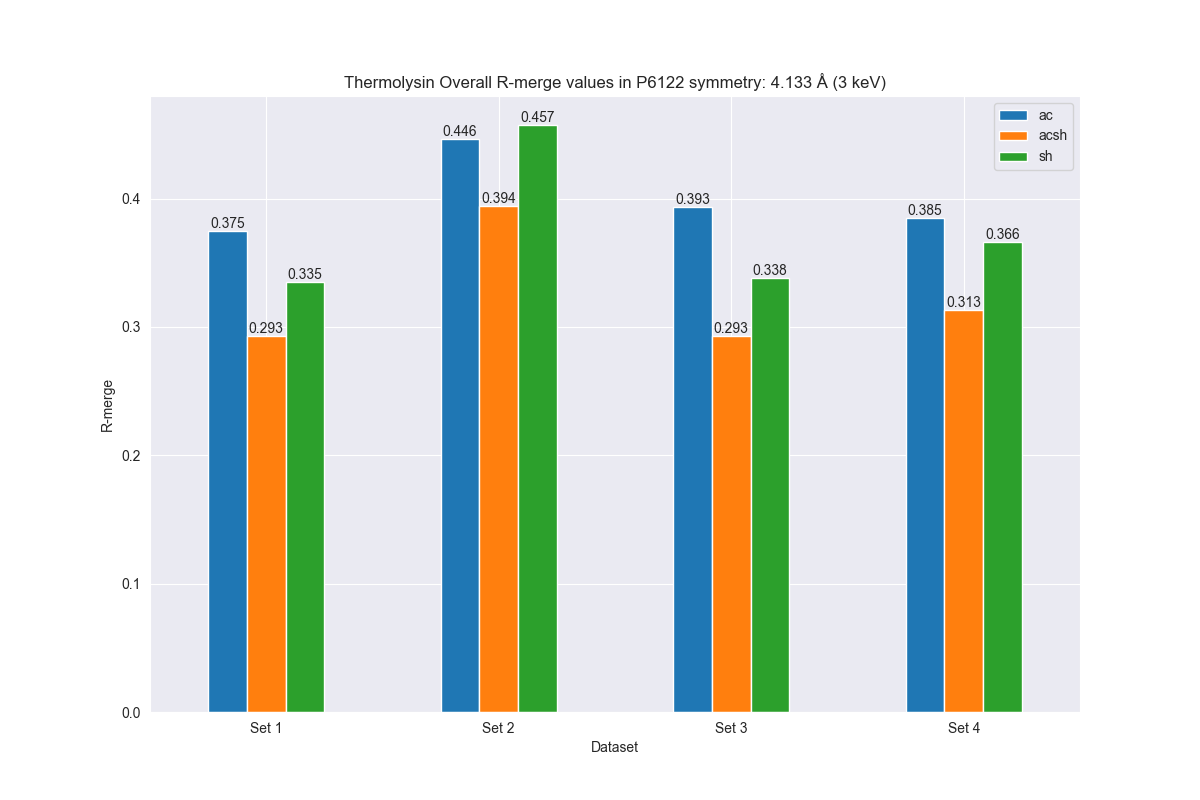 Thermolysin Overall R-merge values in P6122 symmetry: 4.133 Å (3 keV)
ac
acsh
sh
0.446
0.457
0.394
0.393
0.385
0.375
0.366
0.335
0.338
0.313
0.293
0.293
0.4
0.3
0.2
0.1
0.0
R-merge
Set 1
Set 2
Set 3
Set 4
Dataset